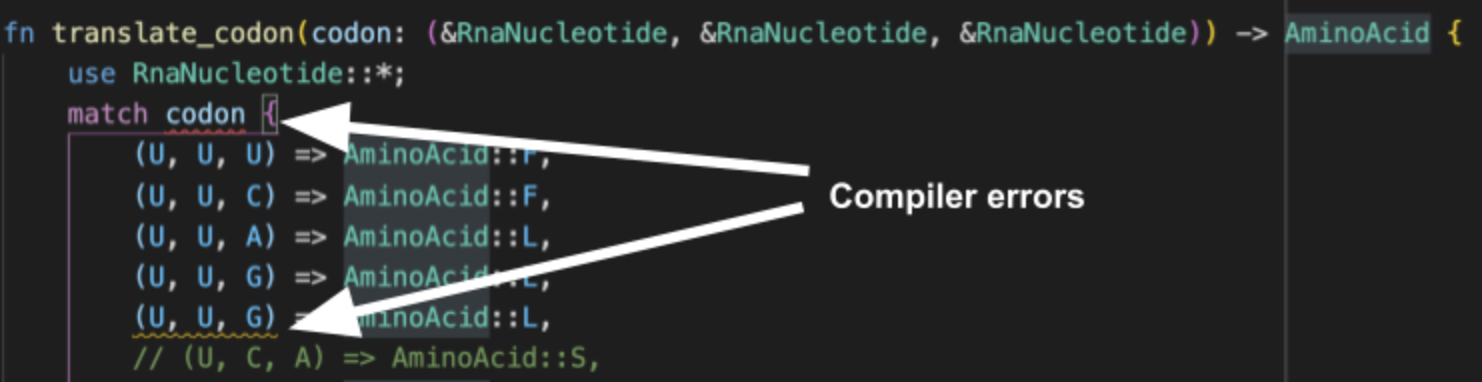 fn translate_codon(codon: (&RnaNucleotide, &RnaNucleotide, &RnaNucleotide)) -> AminoAcid {
use RnaNucleotide::*;
match codon {
(U, U, U) => AminoAcid::F,
(U, U, C) => AminoAcid::F,
(U, U, A) => AminoAcid::L,
(U, U, G) => AminoAcid::L,
(U, U, G) => AminoAcid::L,
// (U, C, A) => AminoAcid::S,
Compiler errors